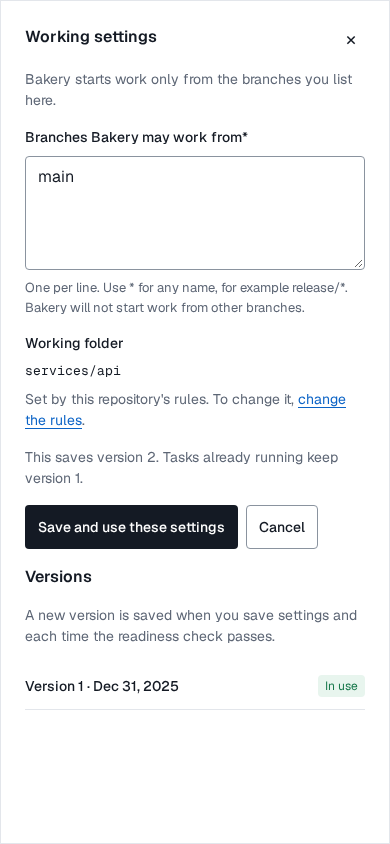 Working settings
×
Bakery starts work only from the branches you list
here.
Branches Bakery may work from*
main
One per line. Use * for any name, for example release/*.
Bakery will not start work from other branches.
Working folder
services/api
Set by this repository's rules. To change it, change
the rules.
This saves version 2. Tasks already running keep
version 1.
Save and use these settings
Cancel
Versions
A new version is saved when you save settings and
each time the readiness check passes.
Version 1 · Dec 31, 2025
In use